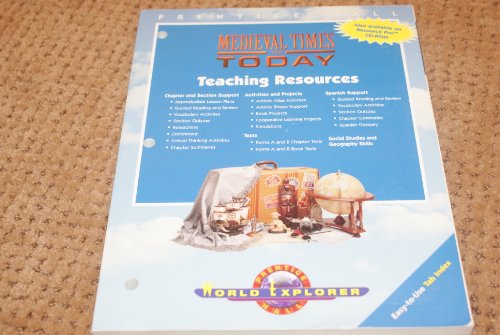 PRENTICE HALL
Also available on
Resource Pro™
CD-ROM
MEDIEVAL TIMES
TO
TODAY
Teaching Resources
Chapter and Section Support
• Reproducible Lesson Plans
• Guided Reading and Review
• Vocabulary Activities
• Section Quizzes
• Reteaching
• Enrichment
• Critical Thinking Activities
• Chapter Summaries
Activities and Projects
• Activity Atlas Activities
• Activity Shops Support
• Book Projects
• Cooperative Learning Projects
• Simulations
Tests
• Forms A and B Chapter Tests
• Forms A and B Book Tests
Spanish Support
• Guided Reading and Review
• Vocabulary Activities
• Section Quizzes
• Chapter Summaries
• Spanish Glossary
Social Studies and
Geography Skills
PRENTICE
WORLD EXPLORER
HALL
Easy-to-Use Tab Index